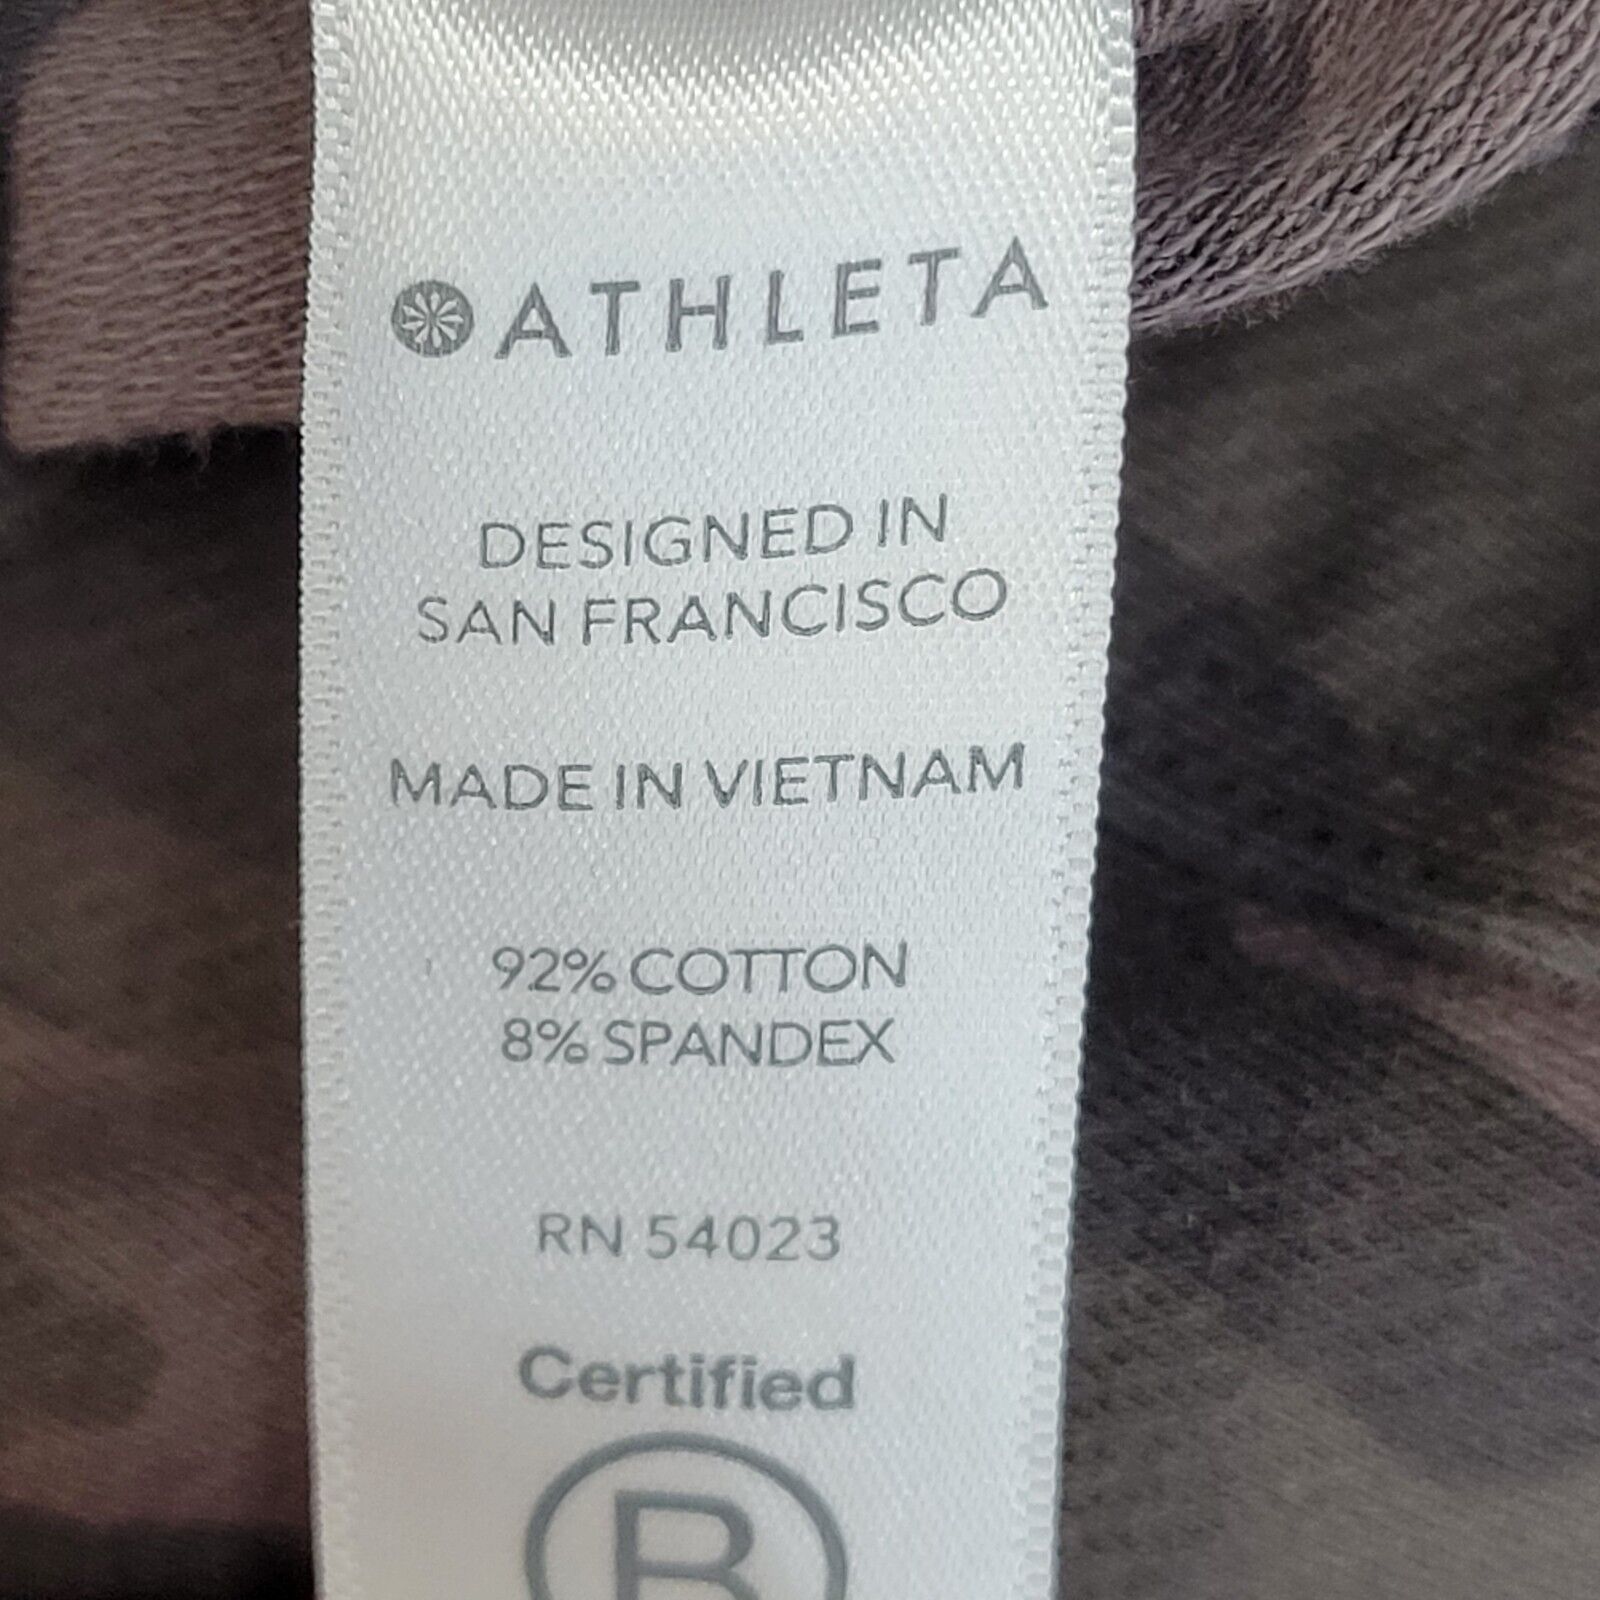 ATHLETA
DESIGNED IN
SAN FRANCISCO
MADE IN VIETNAM
92% COTTON
8% SPANDEX
RN 54023
Certified
B